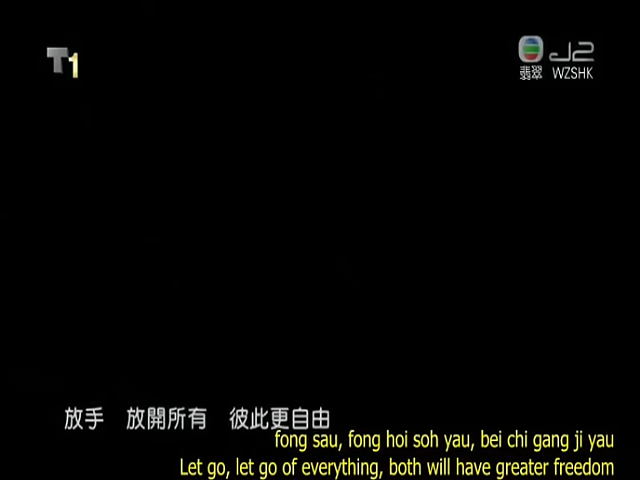 T1
J2
翡翠 WZSHK
放手 放開所有 彼此更自由
fong sau, fong hoi soh yau, bei chi gang ji yau
Let go, let go of everything, both will have greater freedom